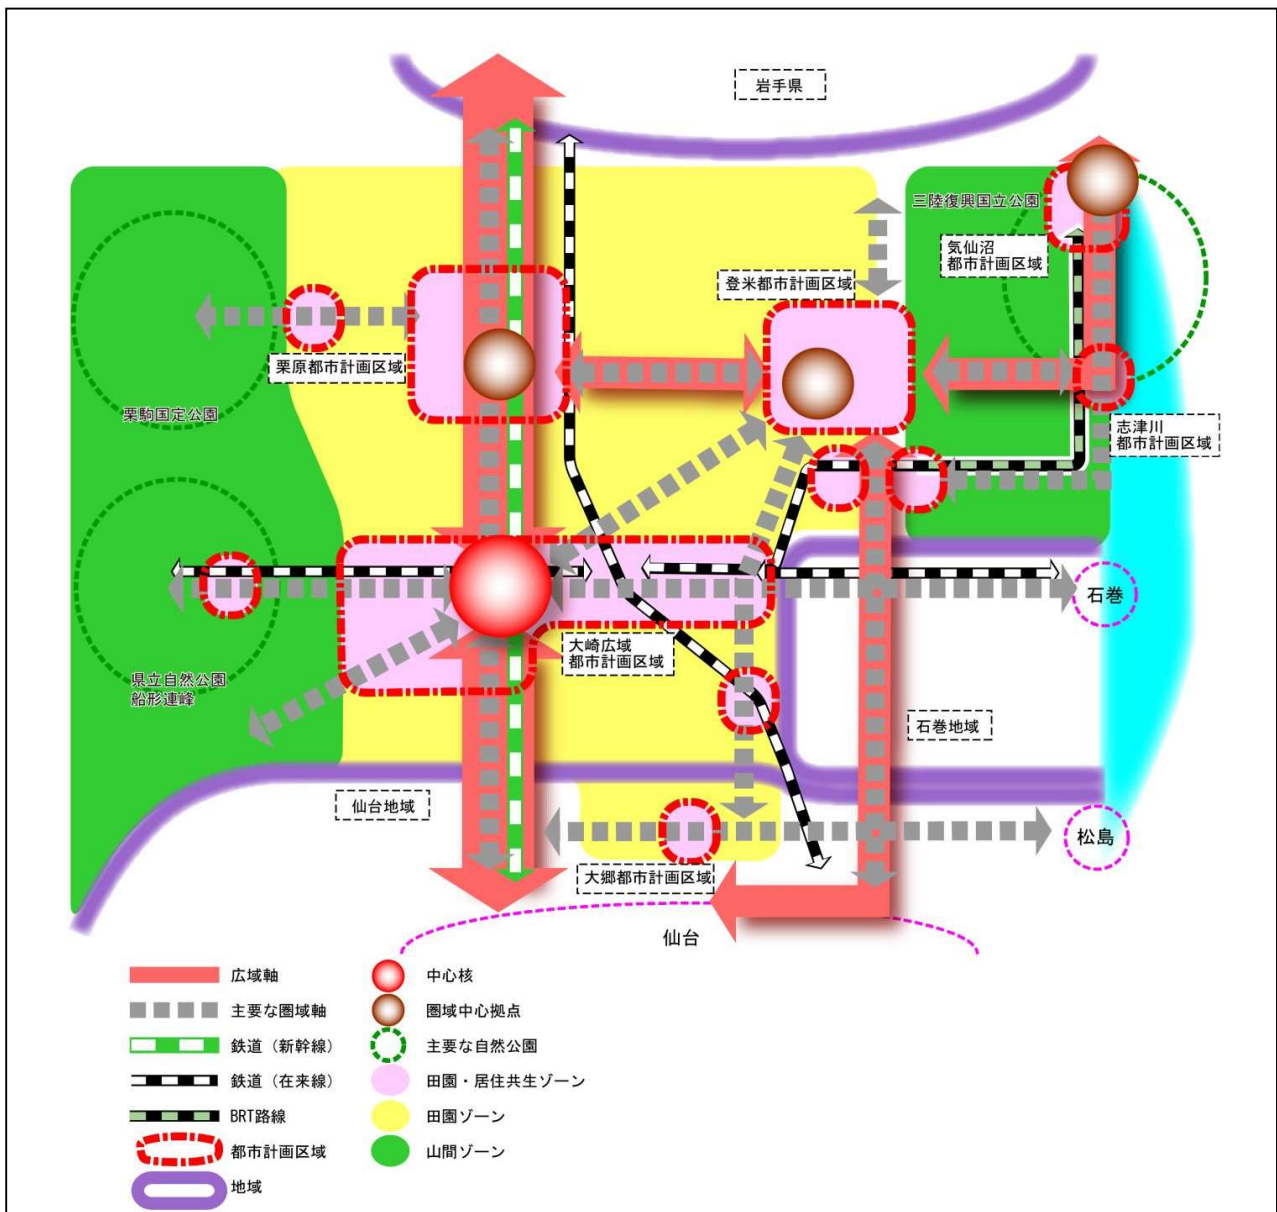 岩手県
三陸復興国立公園
気仙沼
都市計画区域
登米都市計画区域
栗原都市計画区域
栗駒国定公園
志津川
都市計画区域
石巻
大崎広域
都市計画区域
県立自然公園
船形連峰
石巻地域
仙台地域
松島
大郷都市計画区域
仙台
広域軸
主要な圏域軸
鉄道（新幹線）
鉄道（在来線）
BRT路線
都市計画区域
地域
中心核
圏域中心拠点
主要な自然公園
田園・居住共生ゾーン
田園ゾーン
山間ゾーン